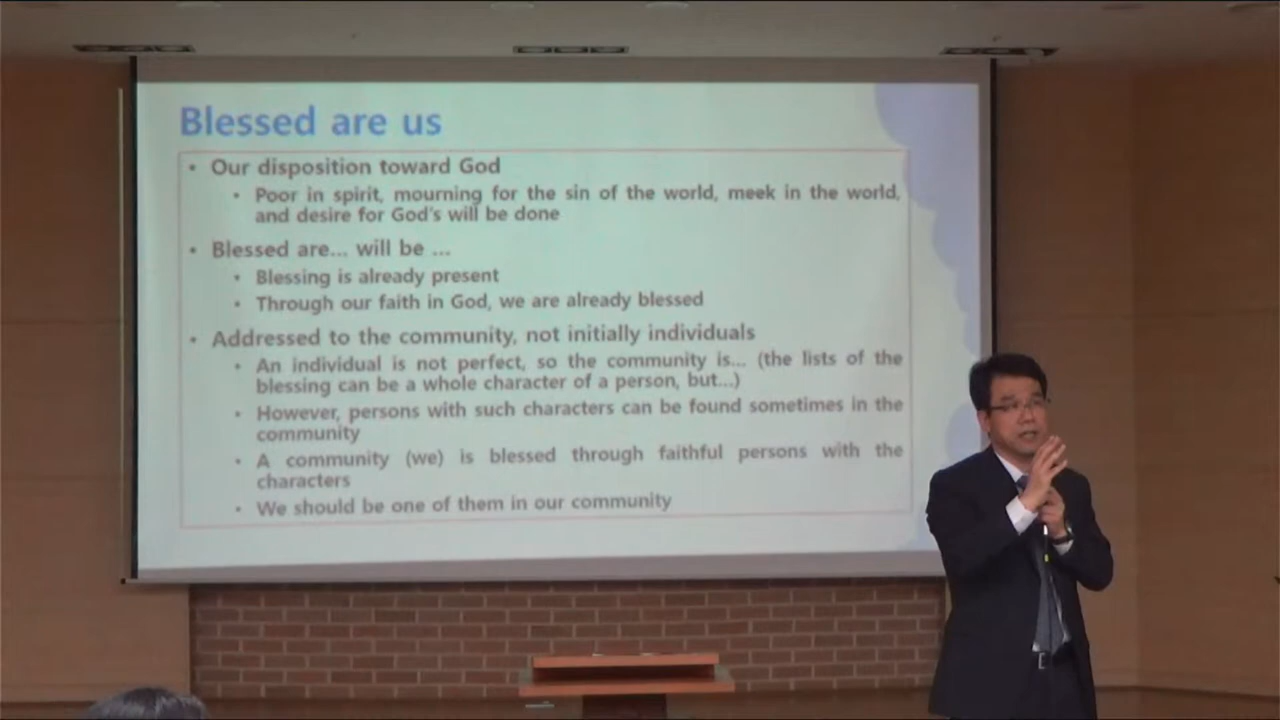 Blessed are us
• Our disposition toward God
• Poor in spirit, mourning for the sin of the world, meek in the world,
and desire for God's will be done
• Blessed are... will be ...
• Blessing is already present
• Through our faith in God, we are already blessed
• Addressed to the community, not initially individuals
• An individual is not perfect, so the community is... (the lists of the
blessing can be a whole character of a person, but...)
• However, persons with such characters can be found sometimes in the
community
• A community (we) is blessed through faithful persons with the
characters
• We should be one of them in our community